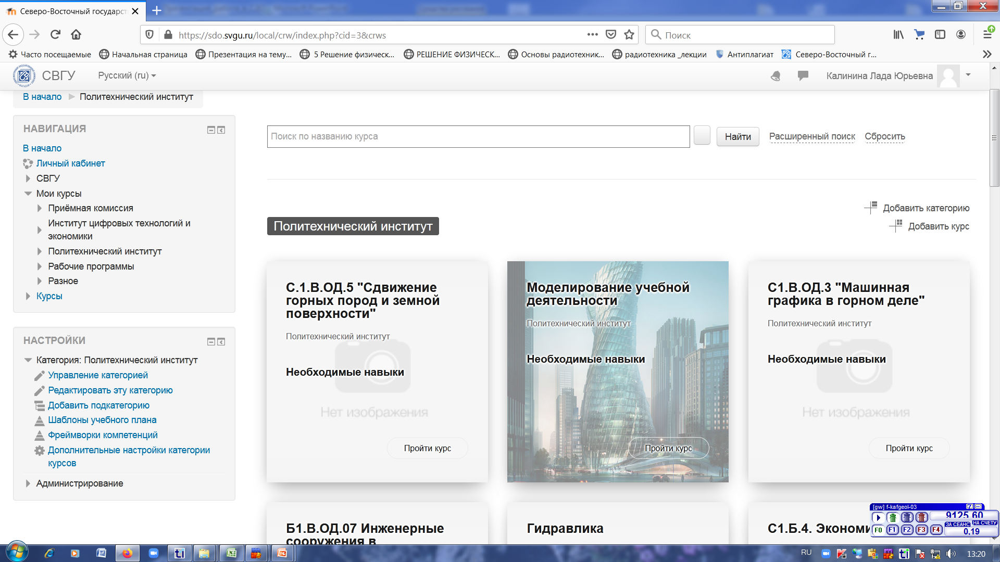 Северо-Восточный государст
https://sdo.svgu.ru/local/crw/index.php?cid=3&crws
Поиск
Часто посещаемые
Начальная страница
Презентация на тему...
5 Решение физическ...
РЕШЕНИЕ ФИЗИЧЕСК...
Основы радиотехник...
радиотехника _лекции
Антиплагиат
Северо-Восточный г...
СВГУ
Русский (ru)
Калинина Лада Юрьевна
В начало
Политехнический институт
НАВИГАЦИЯ
В начало
Личный кабинет
СВГУ
Мои курсы
Приёмная комиссия
Институт цифровых технологий и
экономики
Политехнический институт
Рабочие программы
Разное
Курсы
НАСТРОЙКИ
Категория: Политехнический институт
Управление категорией
Редактировать эту категорию
Добавить подкатегорию
Шаблоны учебного плана
Фреймворки компетенций
Дополнительные настройки категории
курсов
Администрирование
Поиск по названию курса
Найти
Расширенный поиск
Сбросить
Добавить категорию
Добавить курс
Политехнический институт
С.1.В.ОД.5 "Сдвижение
горных пород и земной
поверхности"
Политехнический институт
Необходимые навыки
Нет изображения
Пройти курс
Моделирование учебной
деятельности
Политехнический институт
Необходимые навыки
Пройти курс
С1.В.ОД.3 "Машинная
графика в горном деле"
Политехнический институт
Необходимые навыки
Нет изображения
Пройти курс
Б1.В.ОД.07 Инженерные
сооружения в
Гидравлика
С1.Б.4. Экономи
[gw] f-kafgeol-03
9125,60
ЗА СЕАНС
НА СЧЕТУ
F0 F1 F2 F3 F4
0,19
RU
13:20